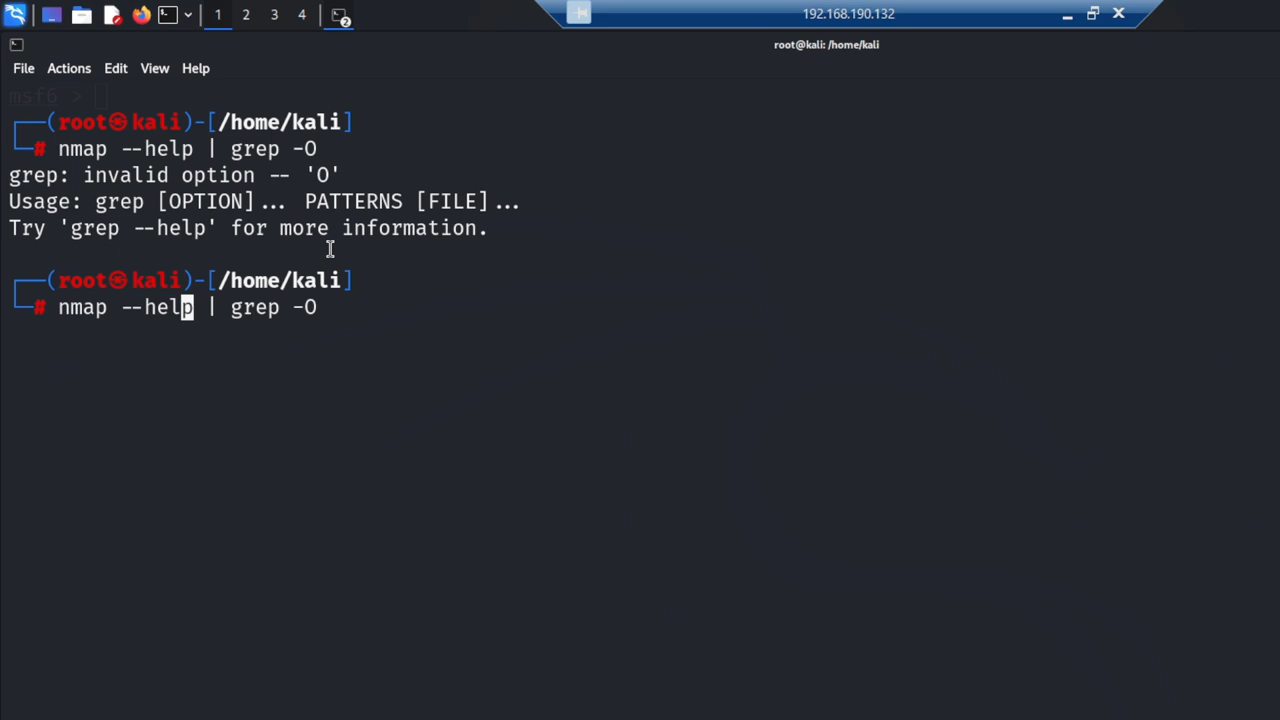 1 2 3 4 2
192.168.190.132
root@kali: /home/kali
File Actions Edit View Help
msf6 >
┌──(root㉿kali)-[/home/kali]
└─# nmap --help | grep -O
grep: invalid option -- 'O'
Usage: grep [OPTION]... PATTERNS [FILE]...
Try 'grep --help' for more information.
┌──(root㉿kali)-[/home/kali]
└─# nmap --help | grep -O